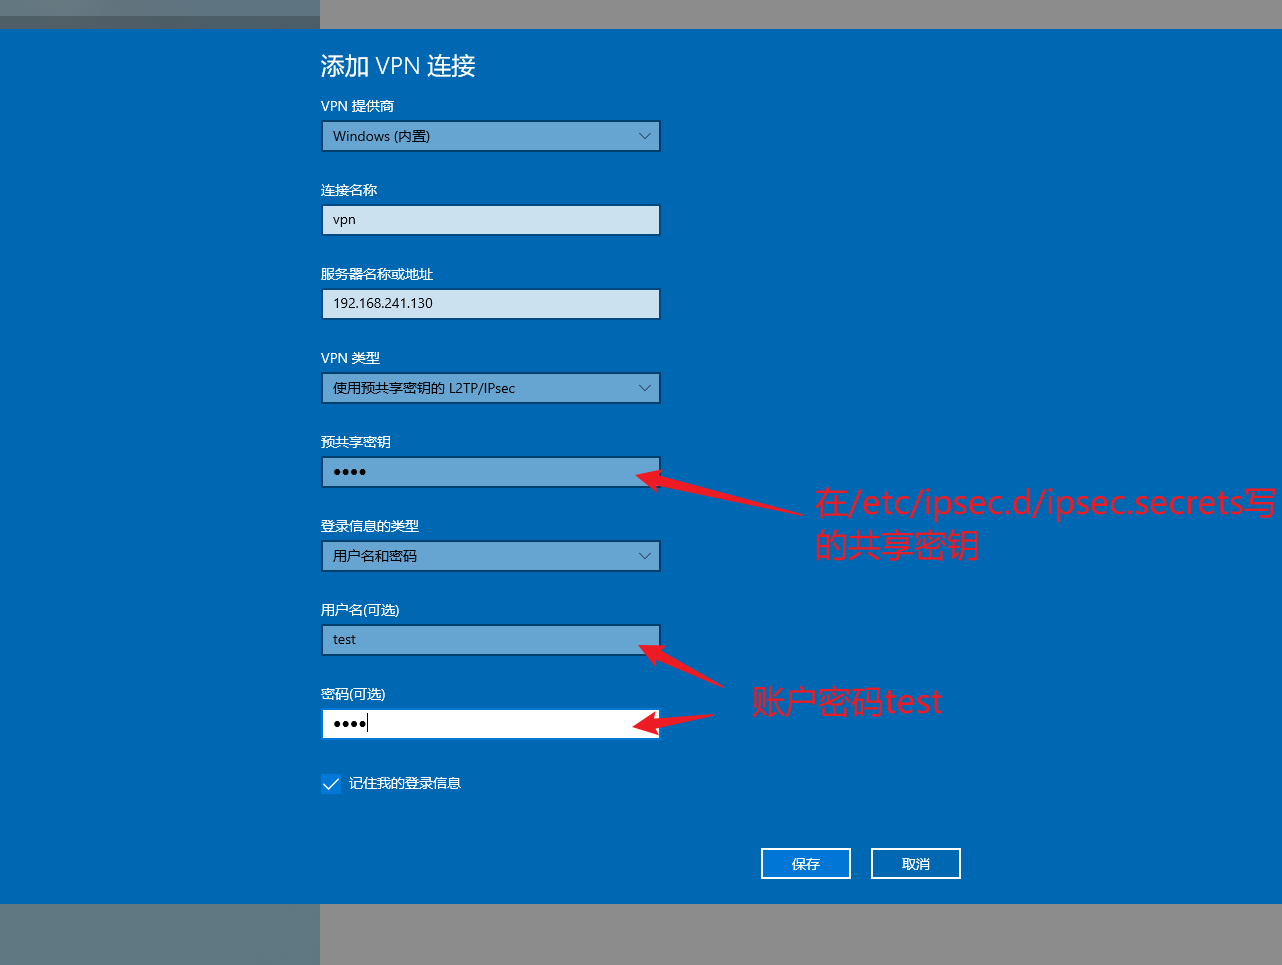 添加 VPN 连接
VPN 提供商
Windows (内置)
连接名称
vpn
服务器名称或地址
192.168.241.130
VPN 类型
使用预共享密钥的 L2TP/IPsec
预共享密钥
●●●●
在/etc/ipsec.d/ipsec.secrets写
的共享密钥
登录信息的类型
用户名和密码
用户名(可选)
test
密码(可选)
●●●●
账户密码test
记住我的登录信息
保存
取消